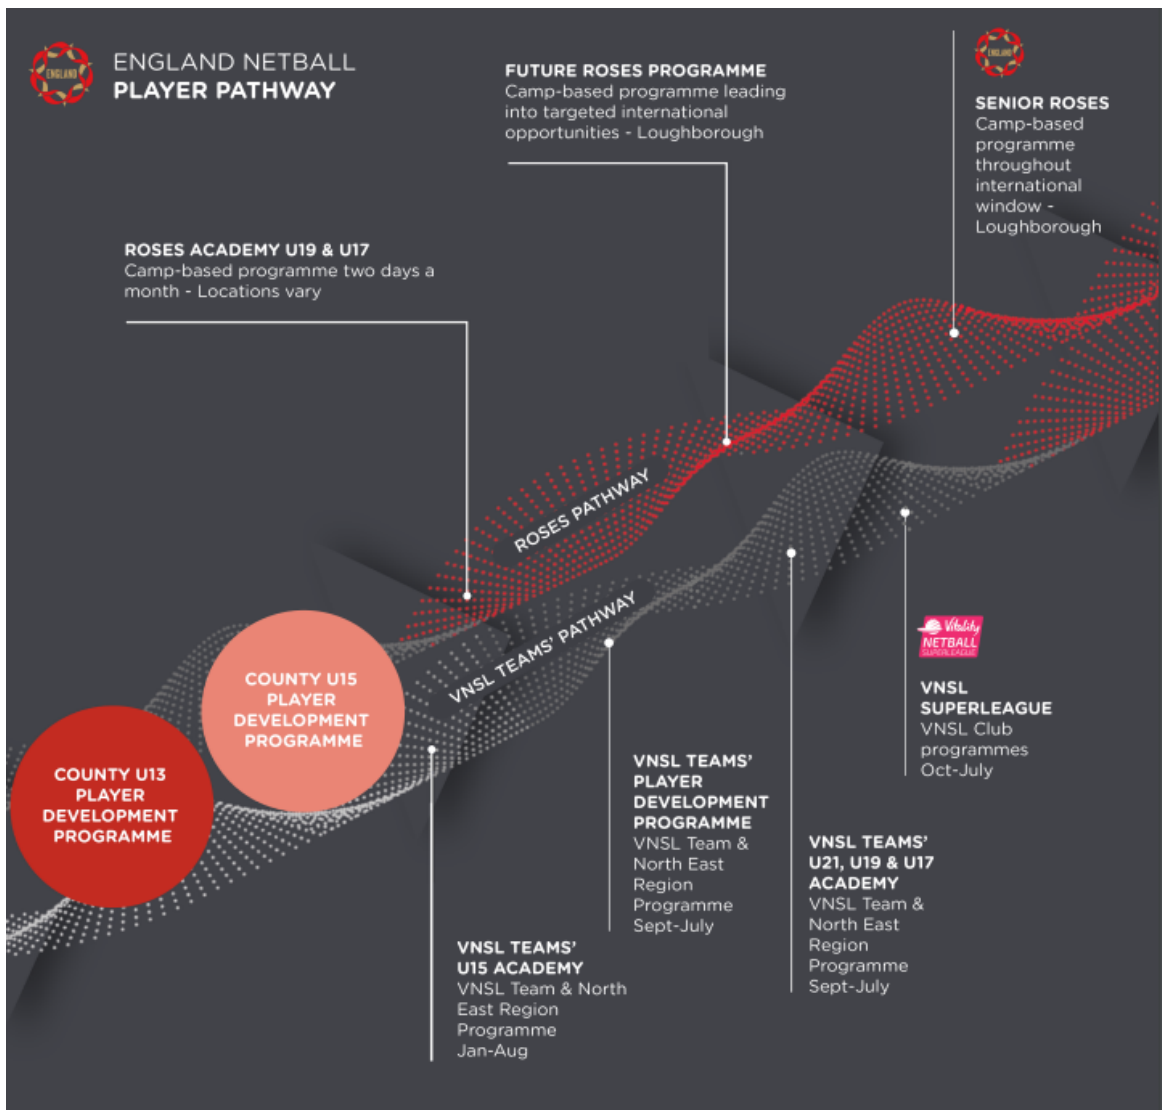 ENGLAND NETBALL
PLAYER PATHWAY
ENGLAND
FUTURE ROSES PROGRAMME
Camp-based programme leading
into targeted international
opportunities - Loughborough
ENGLAND
SENIOR ROSES
Camp-based
programme
throughout
international
window -
Loughborough
ROSES ACADEMY U19 & U17
Camp-based programme two days a
month - Locations vary
ROSES PATHWAY
VNSL TEAMS' PATHWAY
COUNTY U15
PLAYER
DEVELOPMENT
PROGRAMME
COUNTY U13
PLAYER
DEVELOPMENT
PROGRAMME
Vitality
NETBALL
SUPERLEAGUE
VNSL
SUPERLEAGUE
VNSL Club
programmes
Oct-July
VNSL TEAMS'
PLAYER
DEVELOPMENT
PROGRAMME
VNSL Team &
North East
Region
Programme
Sept-July
VNSL TEAMS'
U21, U19 & U17
ACADEMY
VNSL Team &
North East
Region
Programme
Sept-July
VNSL TEAMS'
U15 ACADEMY
VNSL Team & North
East Region
Programme
Jan-Aug